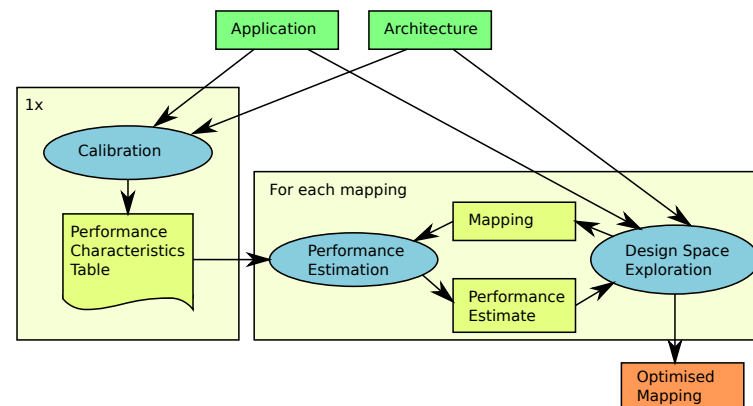 Application
Architecture
1x
Calibration
Performance
Characteristics
Table
For each mapping
Mapping
Performance
Estimation
Design Space
Exploration
Performance
Estimate
Optimised
Mapping